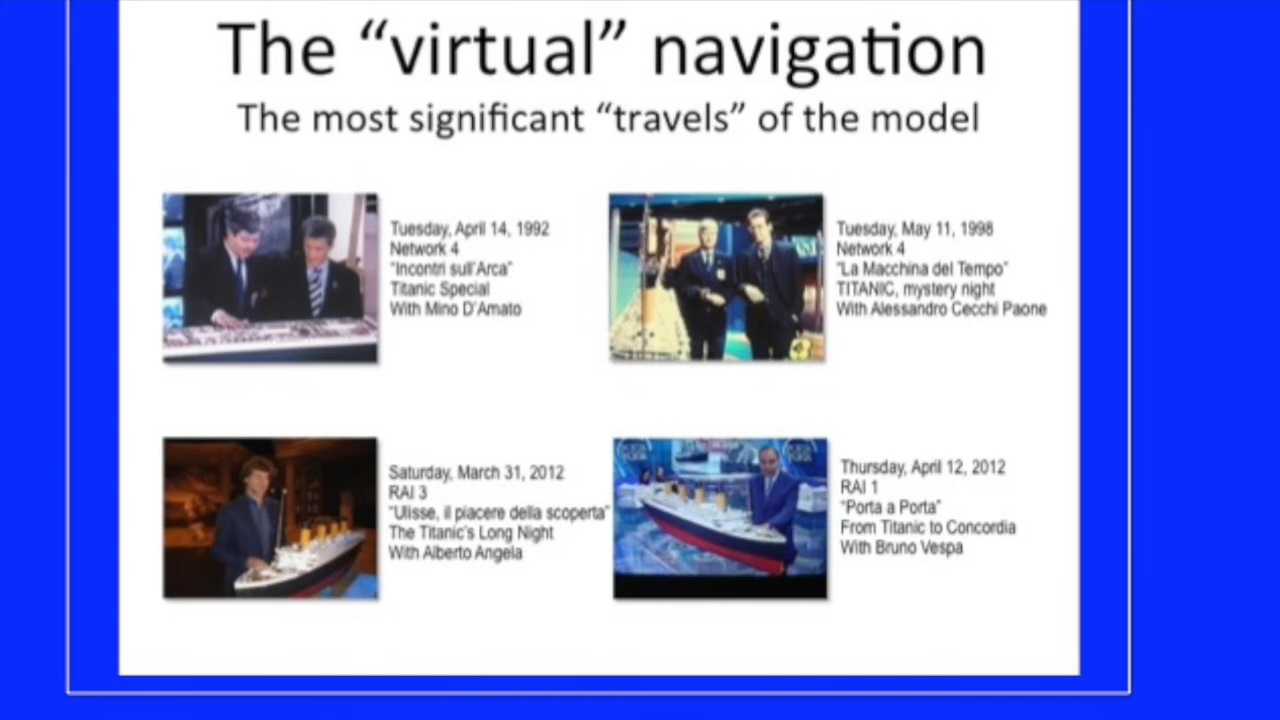 The “virtual” navigation
The most significant “travels” of the model
Tuesday, April 14, 1992
Network 4
“Incontri sull’Arca”
Titanic Special
With Mino D’Amato
Tuesday, May 11, 1998
Network 4
“La Macchina del Tempo”
TITANIC, mystery night
With Alessandro Cecchi Paone
Saturday, March 31, 2012
RAI 3
“Ulisse, il piacere della scoperta”
The Titanic’s Long Night
With Alberto Angela
Thursday, April 12, 2012
RAI 1
“Porta a Porta”
From Titanic to Concordia
With Bruno Vespa